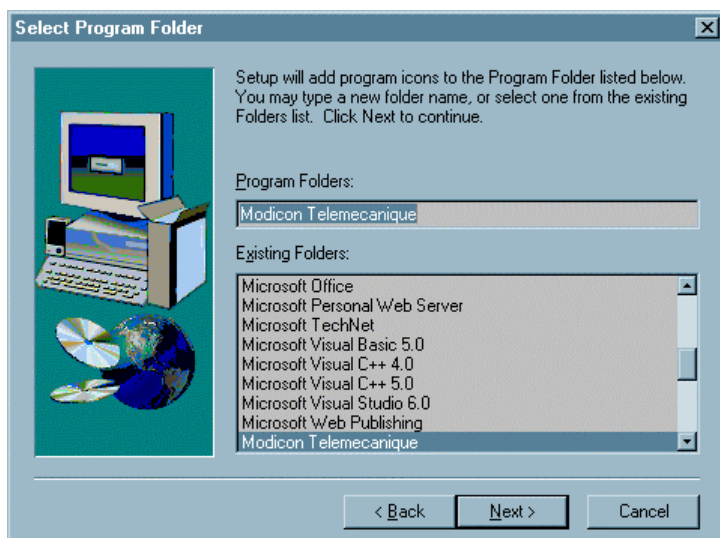 Select Program Folder
Setup will add program icons to the Program Folder listed below.
You may type a new folder name, or select one from the existing
Folders list. Click Next to continue.
Program Folders:
Modicon Telemecanique
Existing Folders:
Microsoft Office
Microsoft Personal Web Server
Microsoft TechNet
Microsoft Visual Basic 5.0
Microsoft Visual C++ 4.0
Microsoft Visual C++ 5.0
Microsoft Visual Studio 6.0
Microsoft Web Publishing
Modicon Telemecanique
< Back
Next >
Cancel